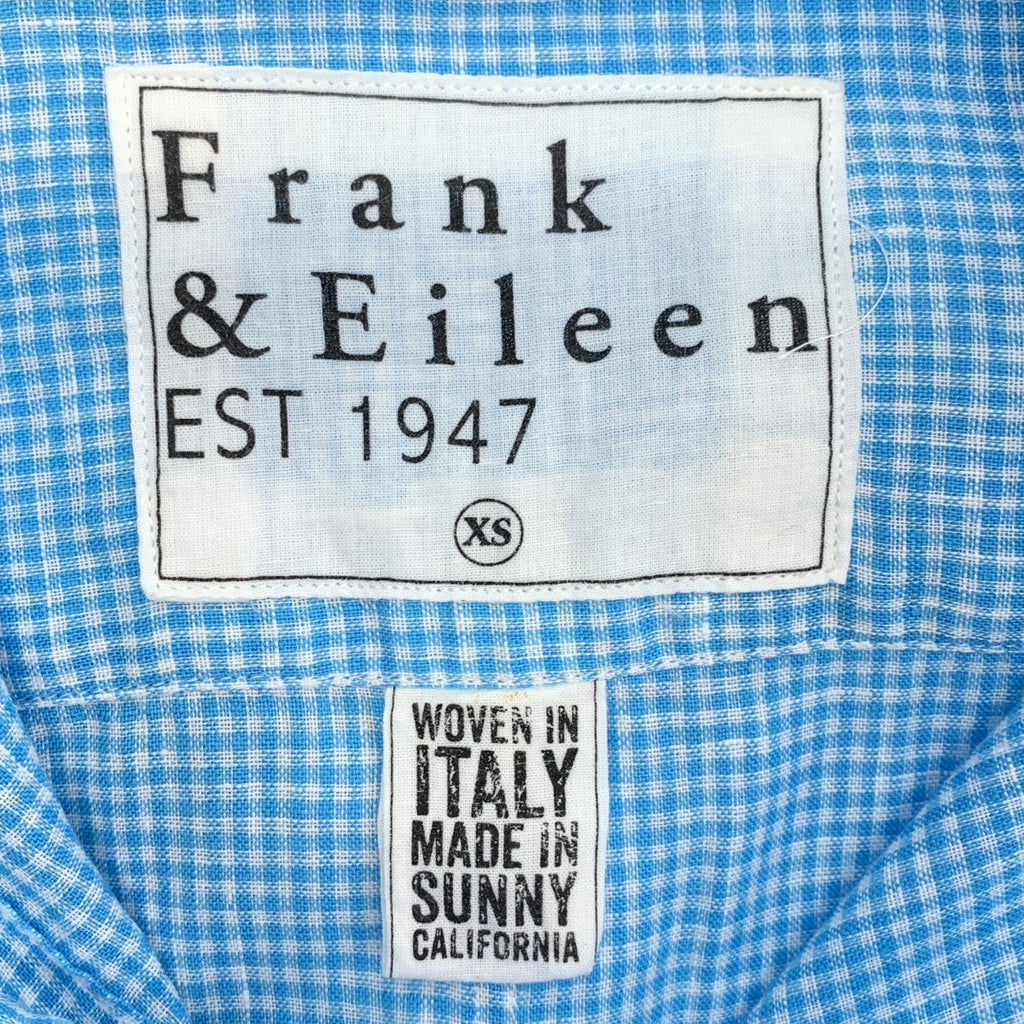 Frank
& Eileen
EST 1947
XS
WOVEN IN
ITALY
MADE IN
SUNNY
CALIFORNIA